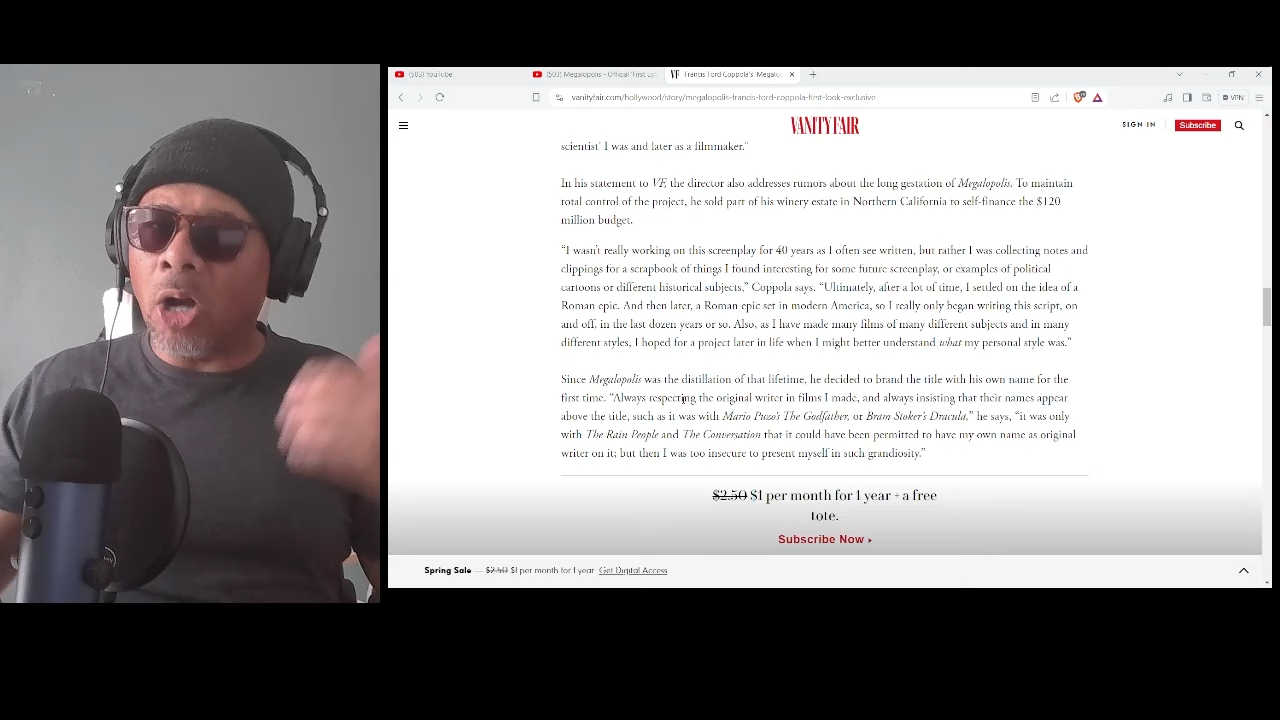 (503) YouTube
(503) Megalopolis - Official 'First Lo
Francis Ford Coppola's 'Megalo
vanityfair.com/hollywood/story/megalopolis-francis-ford-coppola-first-look-exclusive
VPN
VANITY FAIR
SIGN IN
Subscribe
scientist' I was and later as a filmmaker."
In his statement to VF, the director also addresses rumors about the long gestation of Megalopolis. To maintain
total control of the project, he sold part of his winery estate in Northern California to self-finance the $120
million budget.
“I wasn't really working on this screenplay for 40 years as I often see written, but rather I was collecting notes and
clippings for a scrapbook of things I found interesting for some future screenplay, or examples of political
cartoons or different historical subjects,” Coppola says. “Ultimately, after a lot of time, I settled on the idea of a
Roman epic. And then later, a Roman epic set in modern America, so I really only began writing this script, on
and off, in the last dozen years or so. Also, as I have made many films of many different subjects and in many
different styles, I hoped for a project later in life when I might better understand what my personal style was.”
Since Megalopolis was the distillation of that lifetime, he decided to brand the title with his own name for the
first time. “Always respecting the original writer in films I made, and always insisting that their names appear
above the title, such as it was with Mario Puzo's The Godfather, or Bram Stoker's Dracula,” he says, “it was only
with The Rain People and The Conversation that it could have been permitted to have my own name as original
writer on it; but then I was too insecure to present myself in such grandiosity.”
$2.50 $1 per month for 1 year + a free
tote.
Subscribe Now
Spring Sale — $2.50 $1 per month for 1 year Get Digital Access